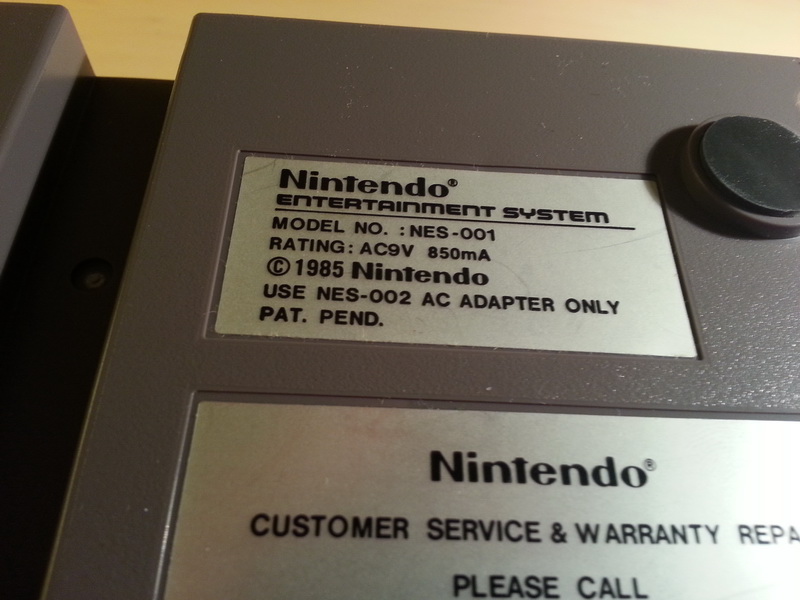 Nintendo®
ENTERTAINMENT SYSTEM
MODEL NO. : NES-001
RATING: AC9V 850mA
© 1985 Nintendo
USE NES-002 AC ADAPTER ONLY
PAT. PEND.
Nintendo®
CUSTOMER SERVICE & WARRANTY REPA
PLEASE CALL